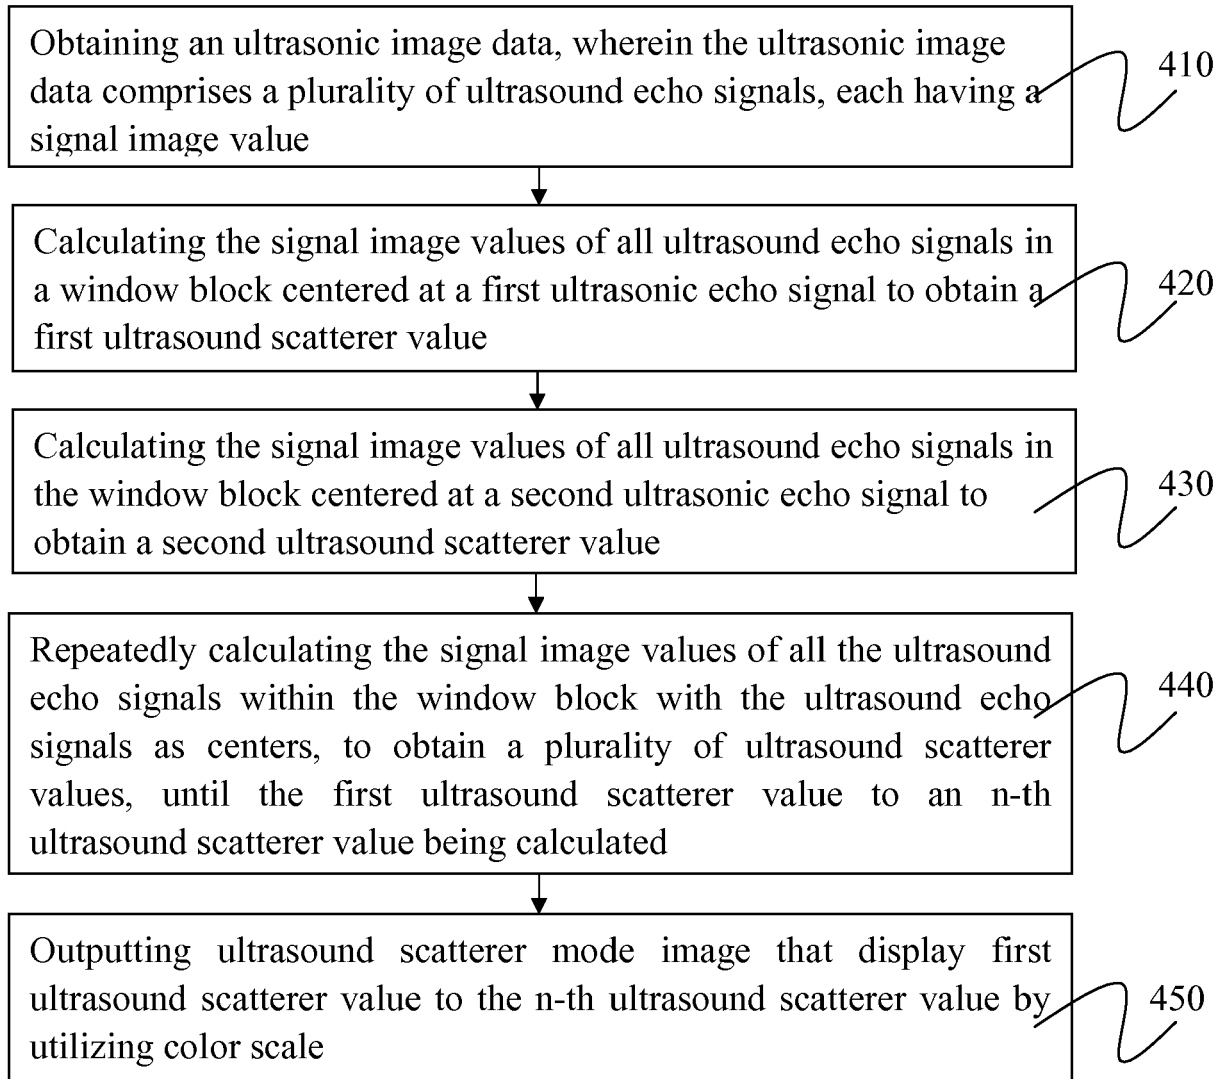 Obtaining an ultrasonic image data, wherein the ultrasonic image
data comprises a plurality of ultrasound echo signals, each having a
signal image value
410
Calculating the signal image values of all ultrasound echo signals in
a window block centered at a first ultrasonic echo signal to obtain a
first ultrasound scatterer value
420
Calculating the signal image values of all ultrasound echo signals in
the window block centered at a second ultrasonic echo signal to
obtain a second ultrasound scatterer value
430
Repeatedly calculating the signal image values of all the ultrasound
echo signals within the window block with the ultrasound echo
signals as centers, to obtain a plurality of ultrasound scatterer
values, until the first ultrasound scatterer value to an n-th
ultrasound scatterer value being calculated
440
Outputting ultrasound scatterer mode image that display first
ultrasound scatterer value to the n-th ultrasound scatterer value by
utilizing color scale
450